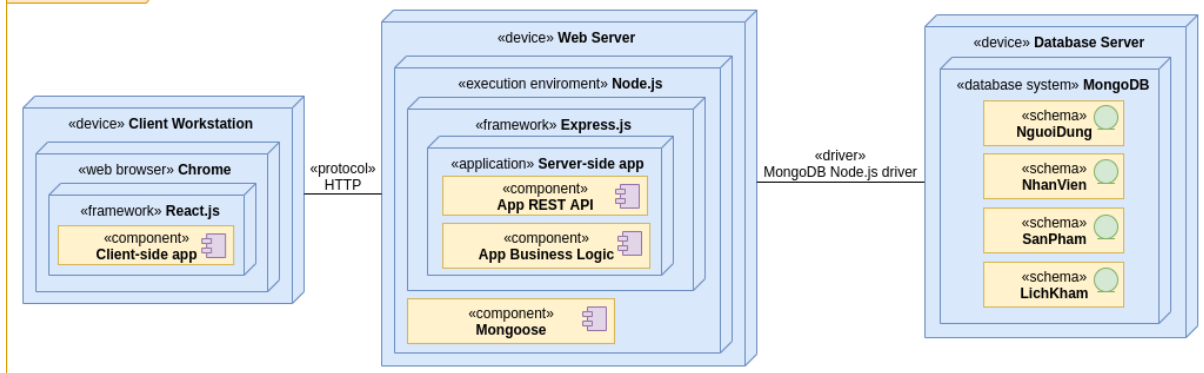 «device» Client Workstation
«web browser» Chrome
«framework» React.js
«component»
Client-side app
«protocol»
HTTP
«device» Web Server
«execution enviroment» Node.js
«framework» Express.js
«application» Server-side app
«component»
App REST API
«component»
App Business Logic
«component»
Mongoose
«driver»
MongoDB Node.js driver
«device» Database Server
«database system» MongoDB
«schema»
NguoiDung
«schema»
NhanVien
«schema»
SanPham
«schema»
LichKham